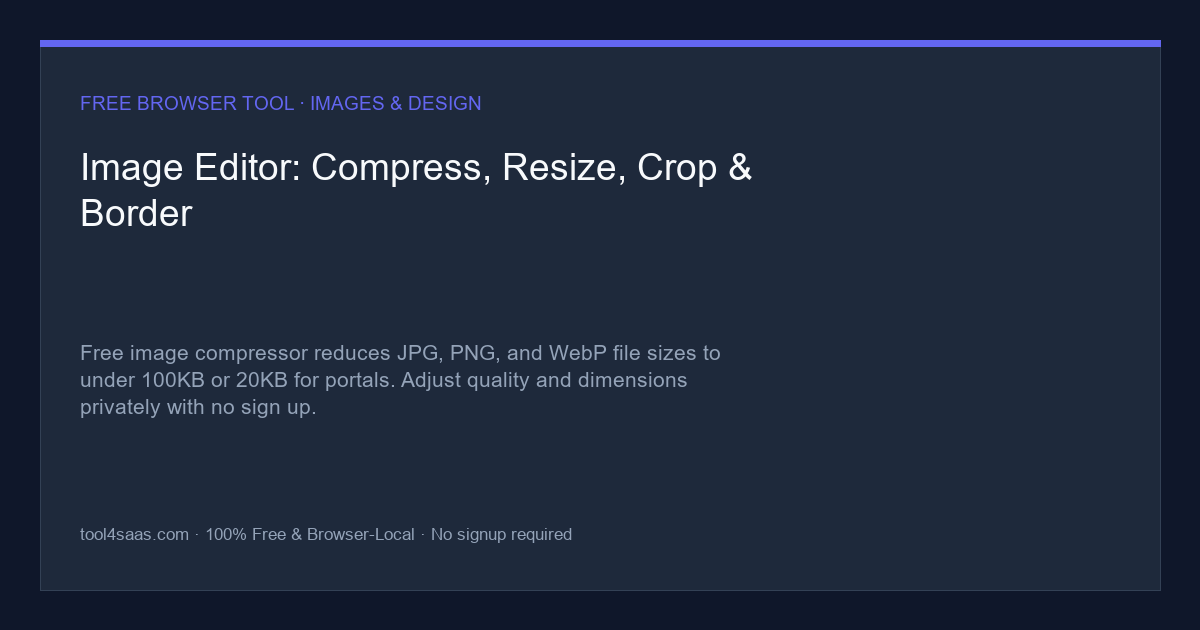 FREE BROWSER TOOL · IMAGES & DESIGN
Image Editor: Compress, Resize, Crop &
Border
Free image compressor reduces JPG, PNG, and WebP file sizes to
under 100KB or 20KB for portals. Adjust quality and dimensions
privately with no sign up.
tool4saas.com · 100% Free & Browser-Local · No signup required